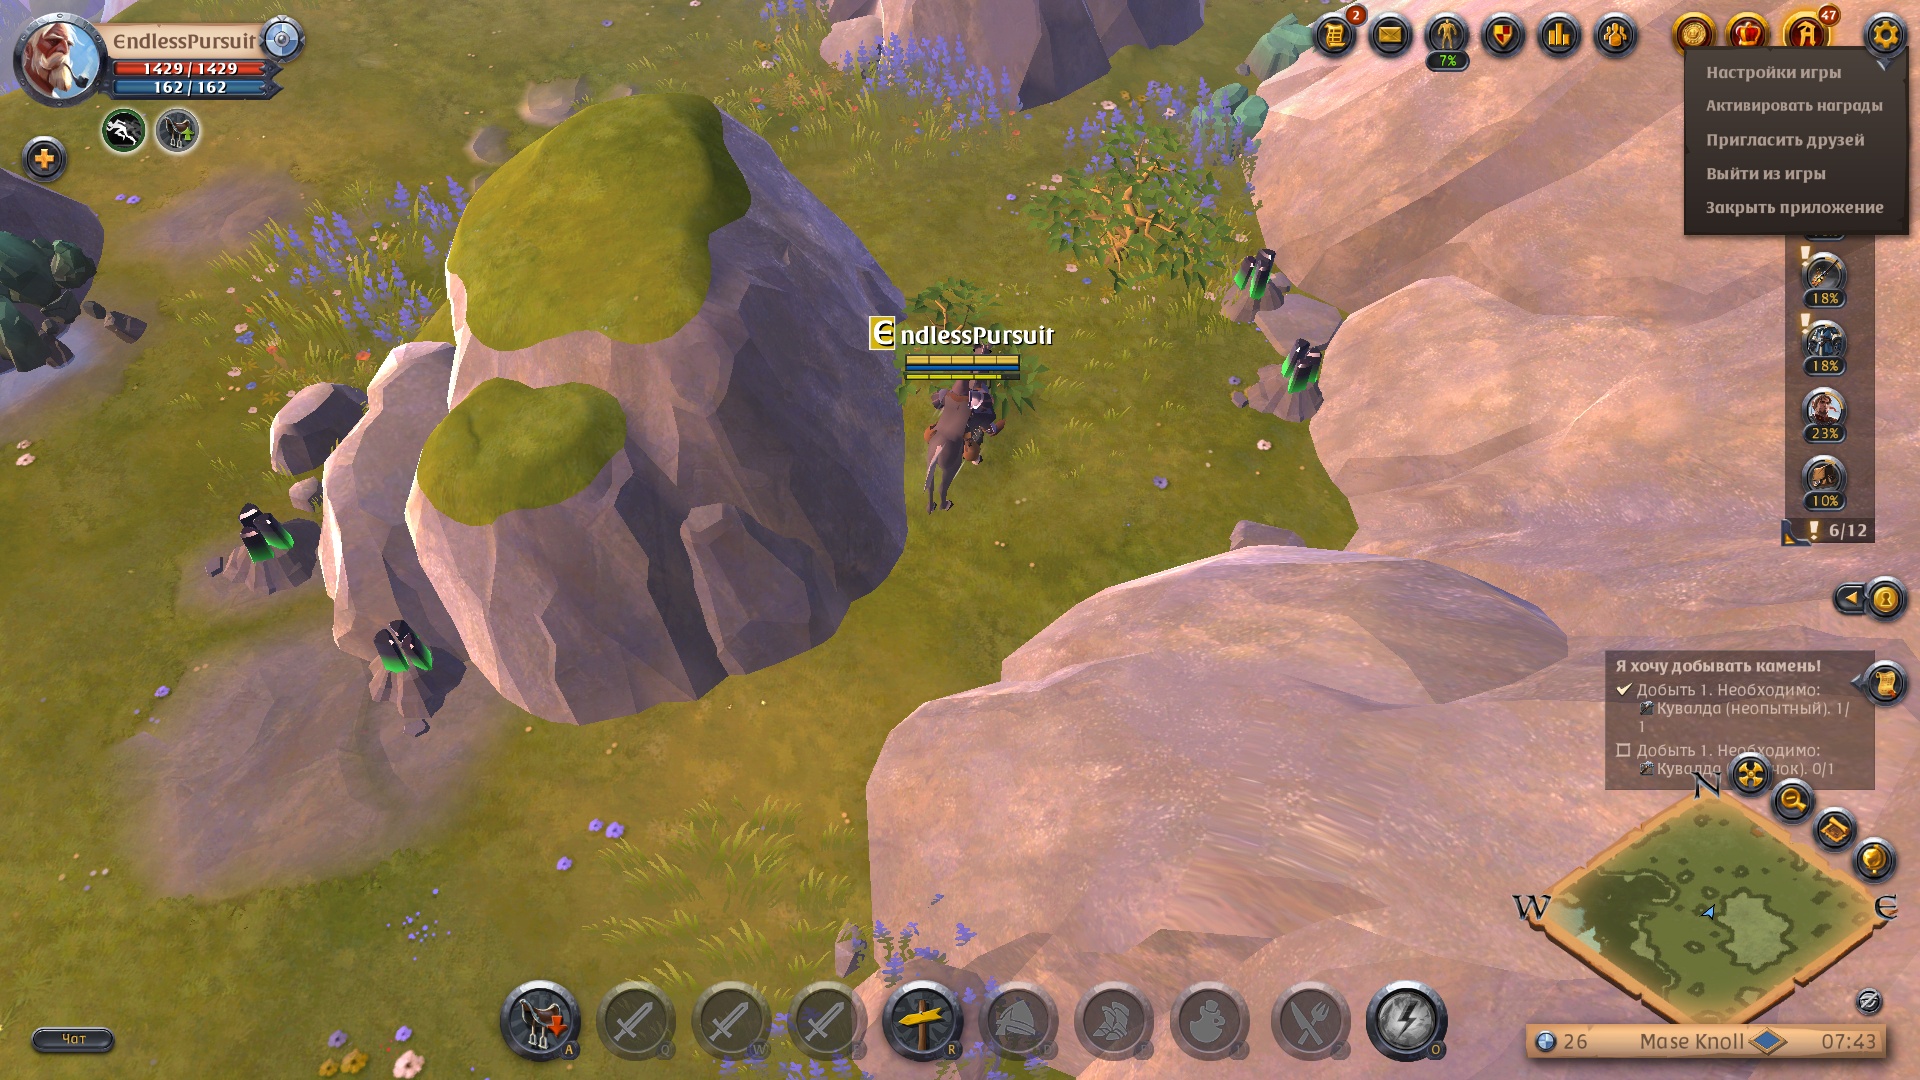 EndlessPursuit
1429 / 1429
162 / 162
2
7%
47
Настройки игры
Активировать награды
Пригласить друзей
Выйти из игры
Закрыть приложение
18%
18%
23%
10%
6/12
EndlessPursuit
Я хочу добывать камень!
Добыть 1. Необходимо:
Кувалда (неопытный). 1/
1
Добыть 1. Необходимо:
Кувалда
0/1
N
W
E
Чат
A
Q
W
R
O
26
Mase Knoll
07:43